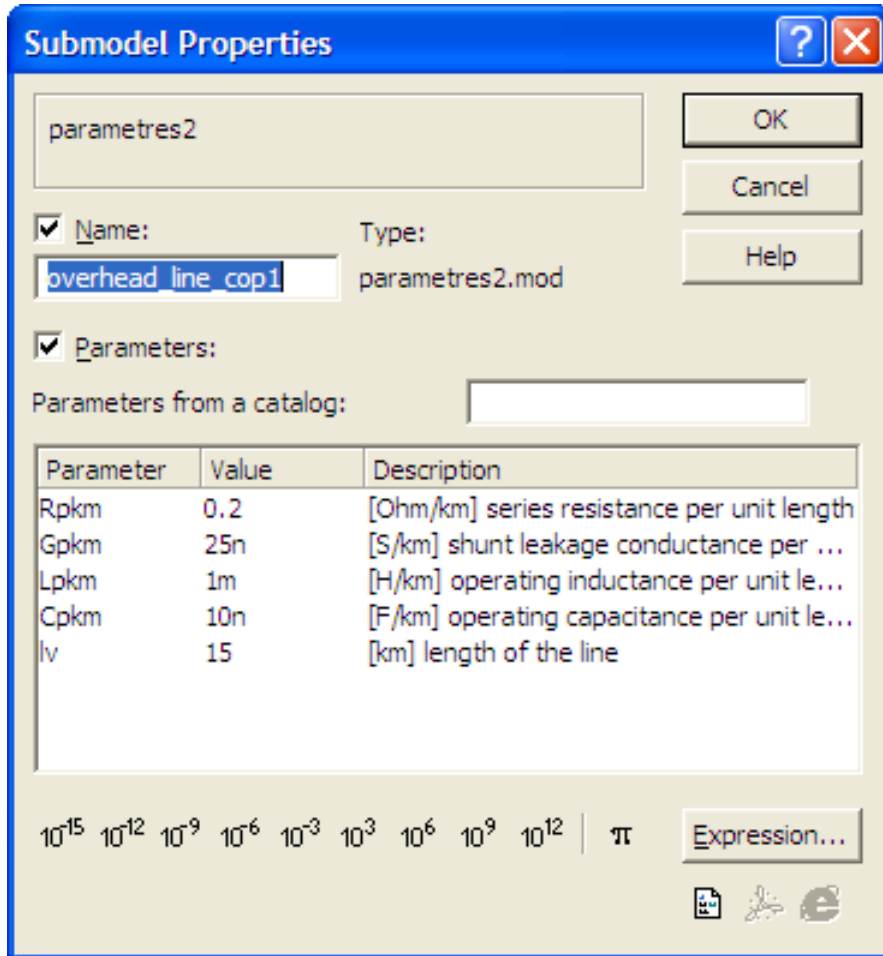 Submodel Properties
parametres2
OK
Cancel
Help
Name:
Type:
overhead_line_cop1
parametres2.mod
Parameters:
Parameters from a catalog:
Parameter Value Description
Rpkm 0.2 [Ohm/km] series resistance per unit length
Gpkm 25n [S/km] shunt leakage conductance per ...
Lpkm 1m [H/km] operating inductance per unit le...
Cpkm 10n [F/km] operating capacitance per unit le...
lv 15 [km] length of the line
10⁻¹⁵ 10⁻¹² 10⁻⁹ 10⁻⁶ 10⁻³ 10³ 10⁶ 10⁹ 10¹² π Expression...